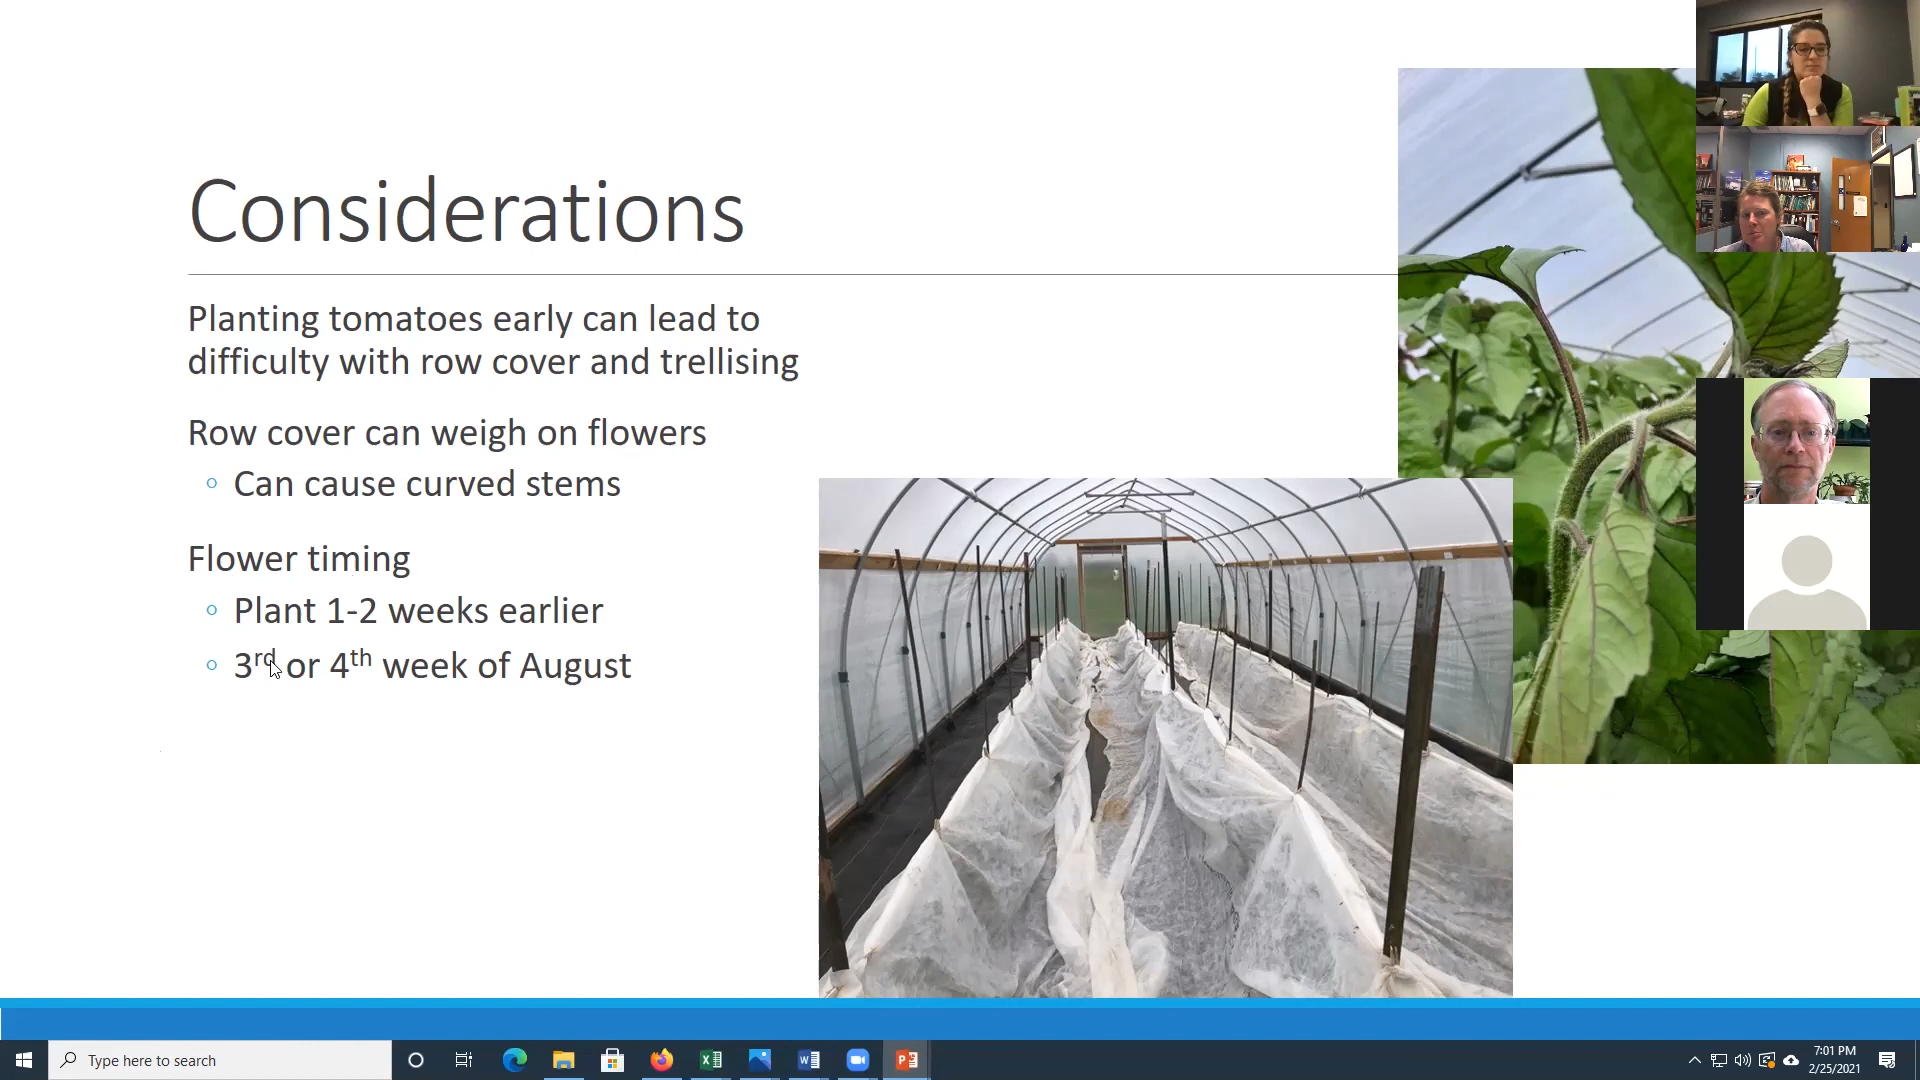 Considerations
Planting tomatoes early can lead to
difficulty with row cover and trellising
Row cover can weigh on flowers
Can cause curved stems
Flower timing
Plant 1-2 weeks earlier
3rd or 4th week of August
Type here to search
7:01 PM
2/25/2021